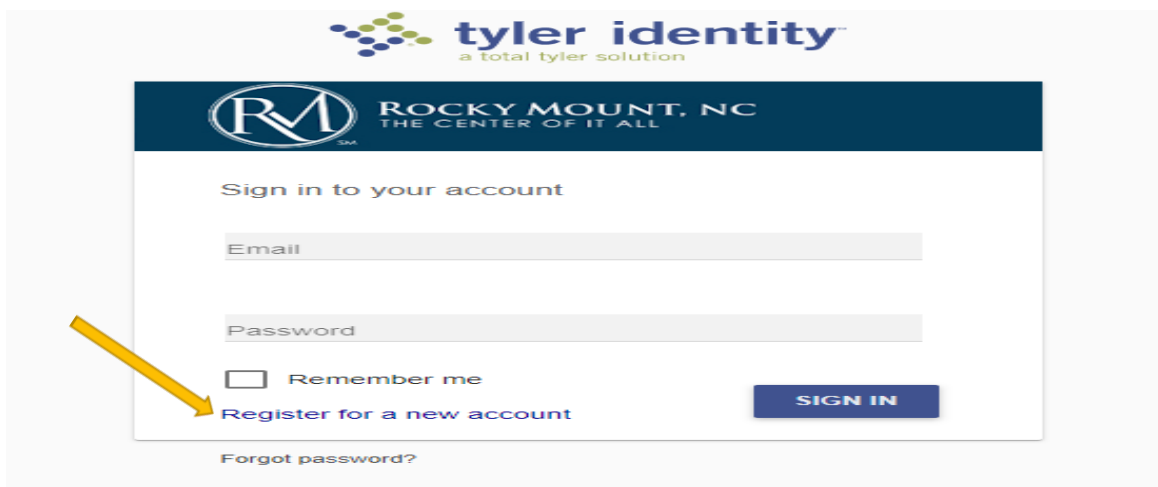 tyler identity™
a total tyler solution
RM SM
ROCKY MOUNT, NC
THE CENTER OF IT ALL
Sign in to your account
Email
Password
Remember me
Register for a new account
SIGN IN
Forgot password?